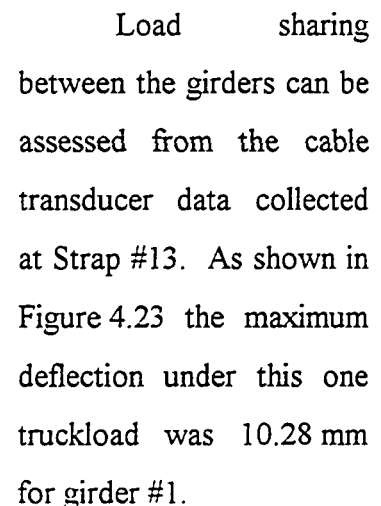 Load sharing
between the girders can be
assessed from the cable
transducer data collected
at Strap #13. As shown in
Figure 4.23 the maximum
deflection under this one
truckload was 10.28 mm
for girder #1.